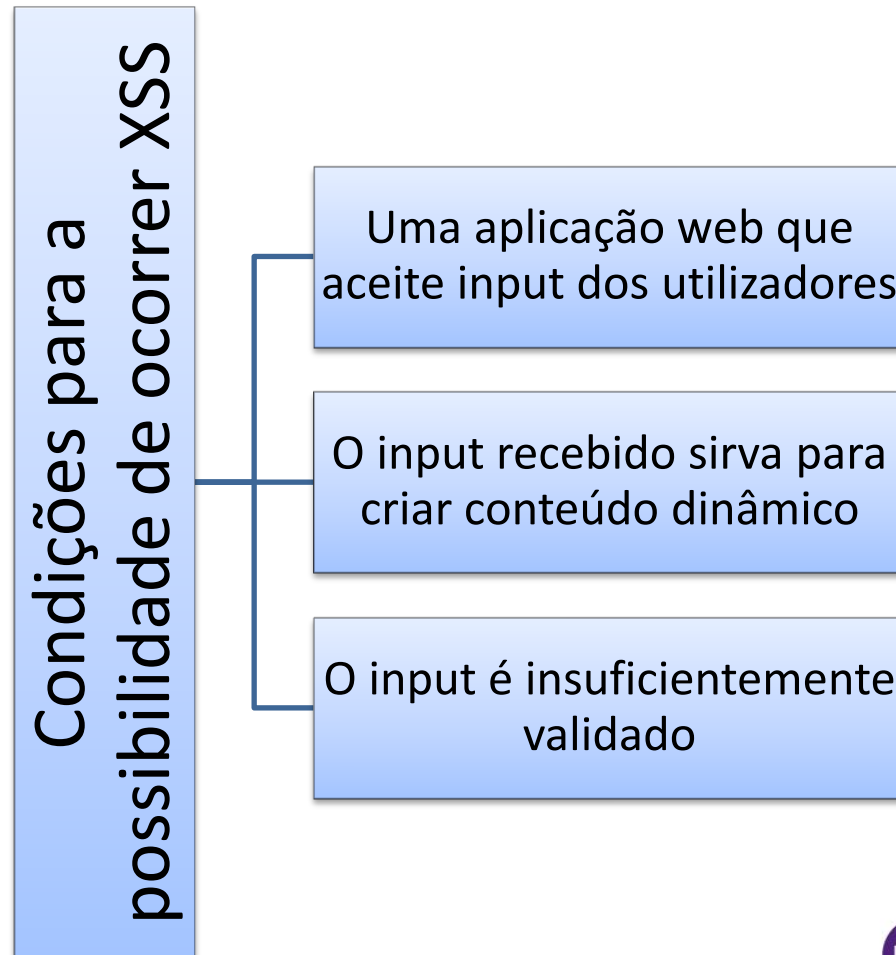 Condições para a
possibilidade de ocorrer XSS
Uma aplicação web que
aceite input dos utilizadores
O input recebido sirva para
criar conteúdo dinâmico
O input é insuficientemente
validado